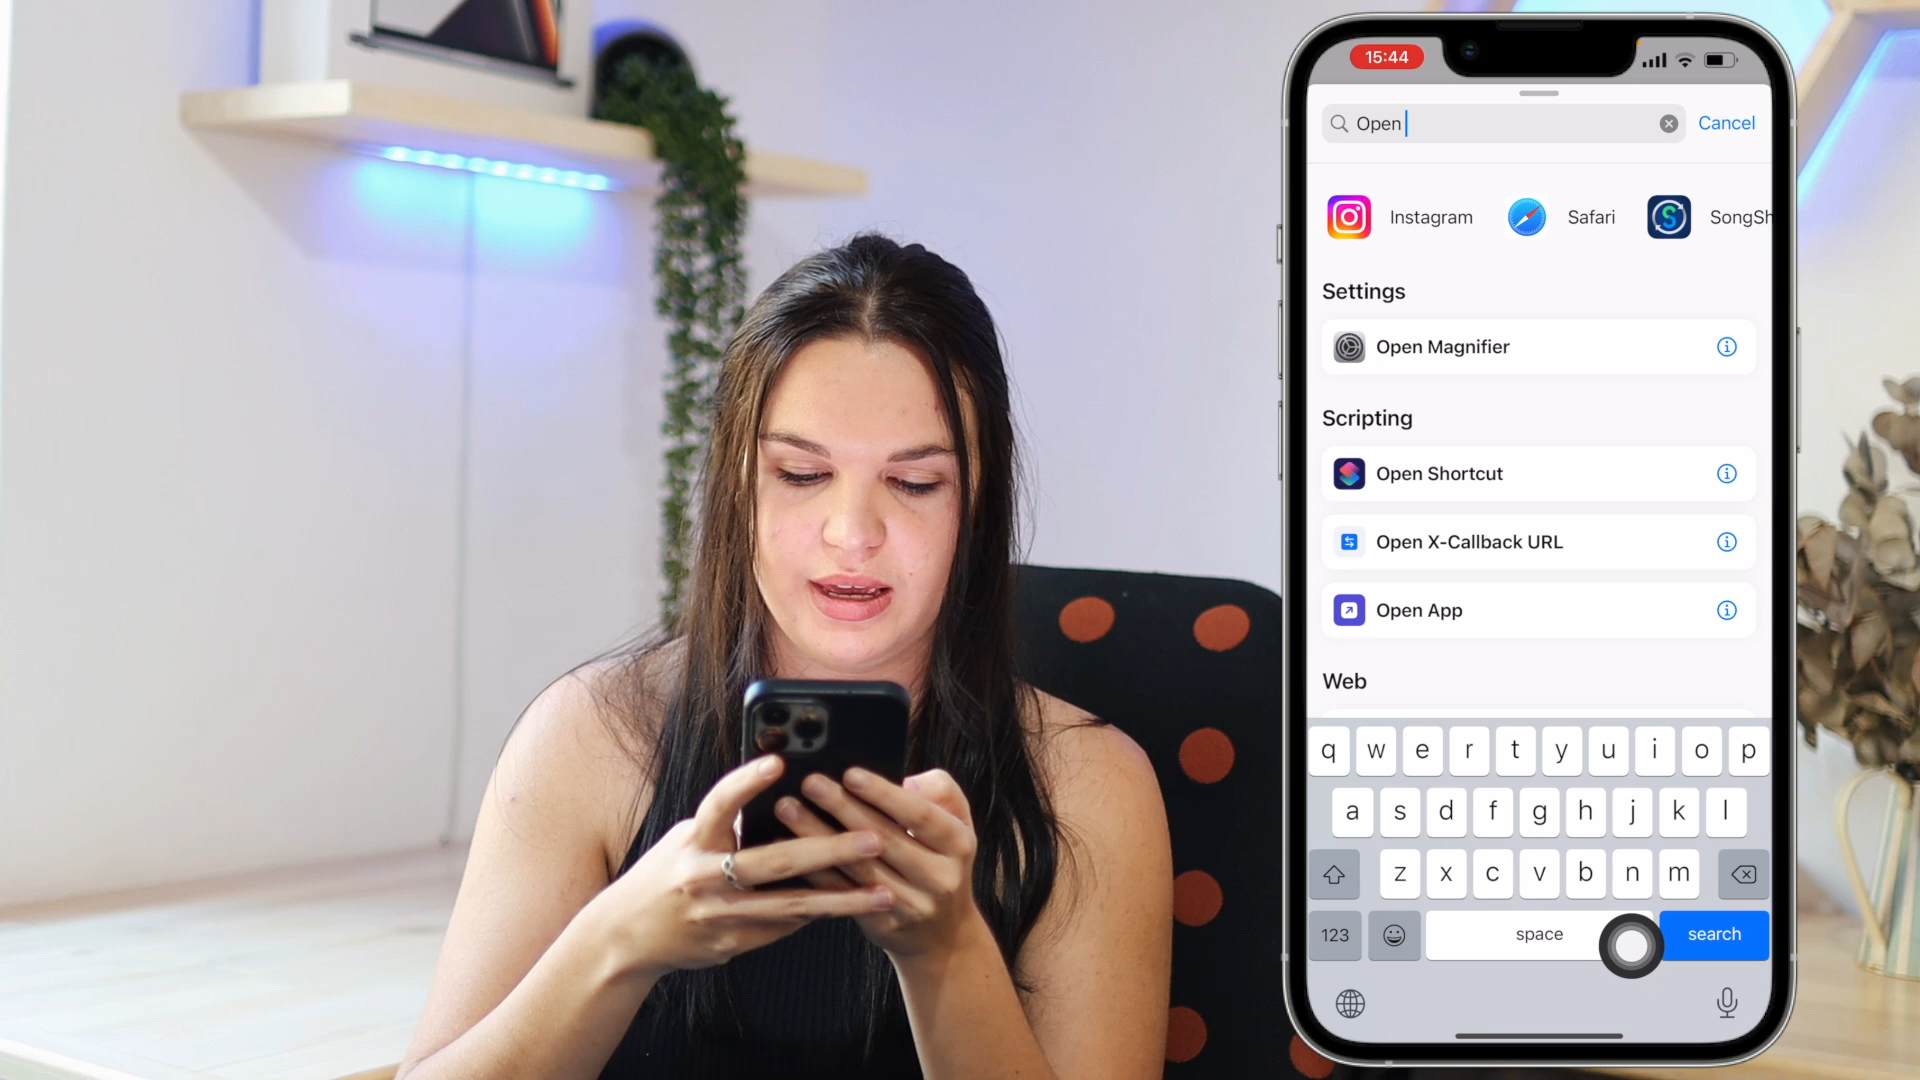 15:44
Open
Cancel
Instagram
Safari
SongSh
Settings
Open Magnifier
Scripting
Open Shortcut
Open X-Callback URL
Open App
Web
q w e r t y u i o p
a s d f g h j k l
z x c v b n m
123
space
search